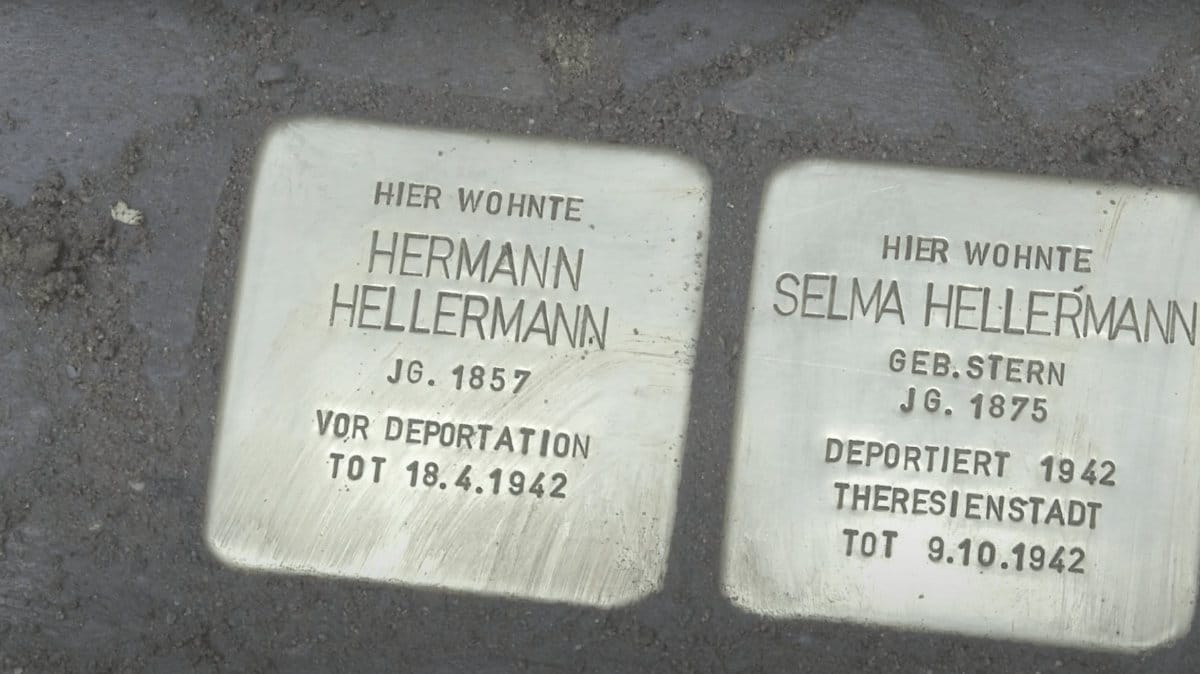 HIER WOHNTE
HERMANN
HELLERMANN
JG. 1857
VOR DEPORTATION
TOT 18.4.1942
HIER WOHNTE
SELMA HELLERMANN
GEB. STERN
JG. 1875
DEPORTIERT 1942
THERESIENSTADT
TOT 9.10.1942